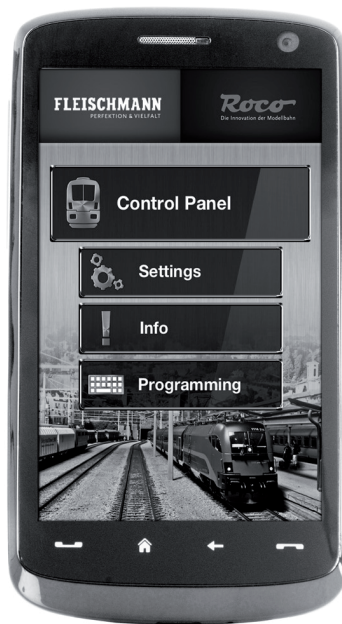 FLEISCHMANN
PERFEKTION & VIELFALT
Roco
Die Innovation der Modellbahn
Control Panel
Settings
Info
Programming